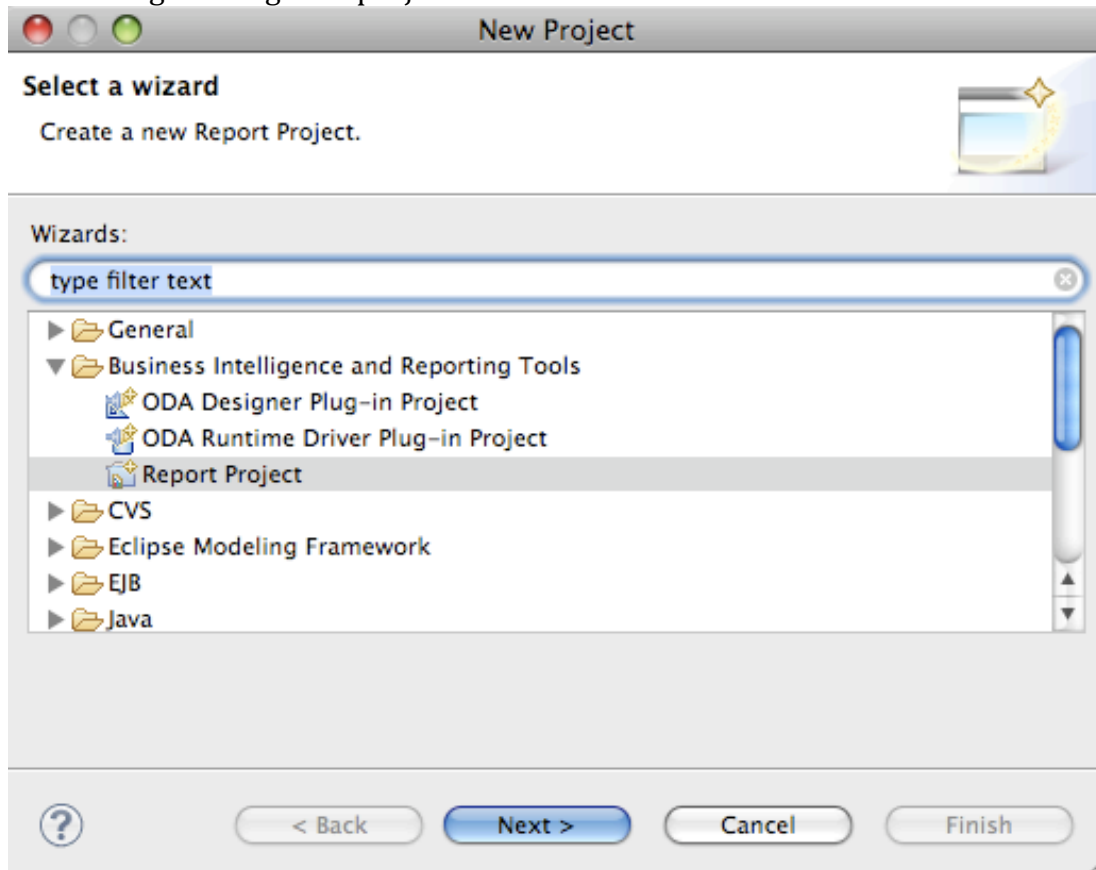 New Project
Select a wizard
Create a new Report Project.
Wizards:
type filter text
General
Business Intelligence and Reporting Tools
ODA Designer Plug-in Project
ODA Runtime Driver Plug-in Project
Report Project
CVS
Eclipse Modeling Framework
EJB
Java
?
< Back Next > Cancel Finish